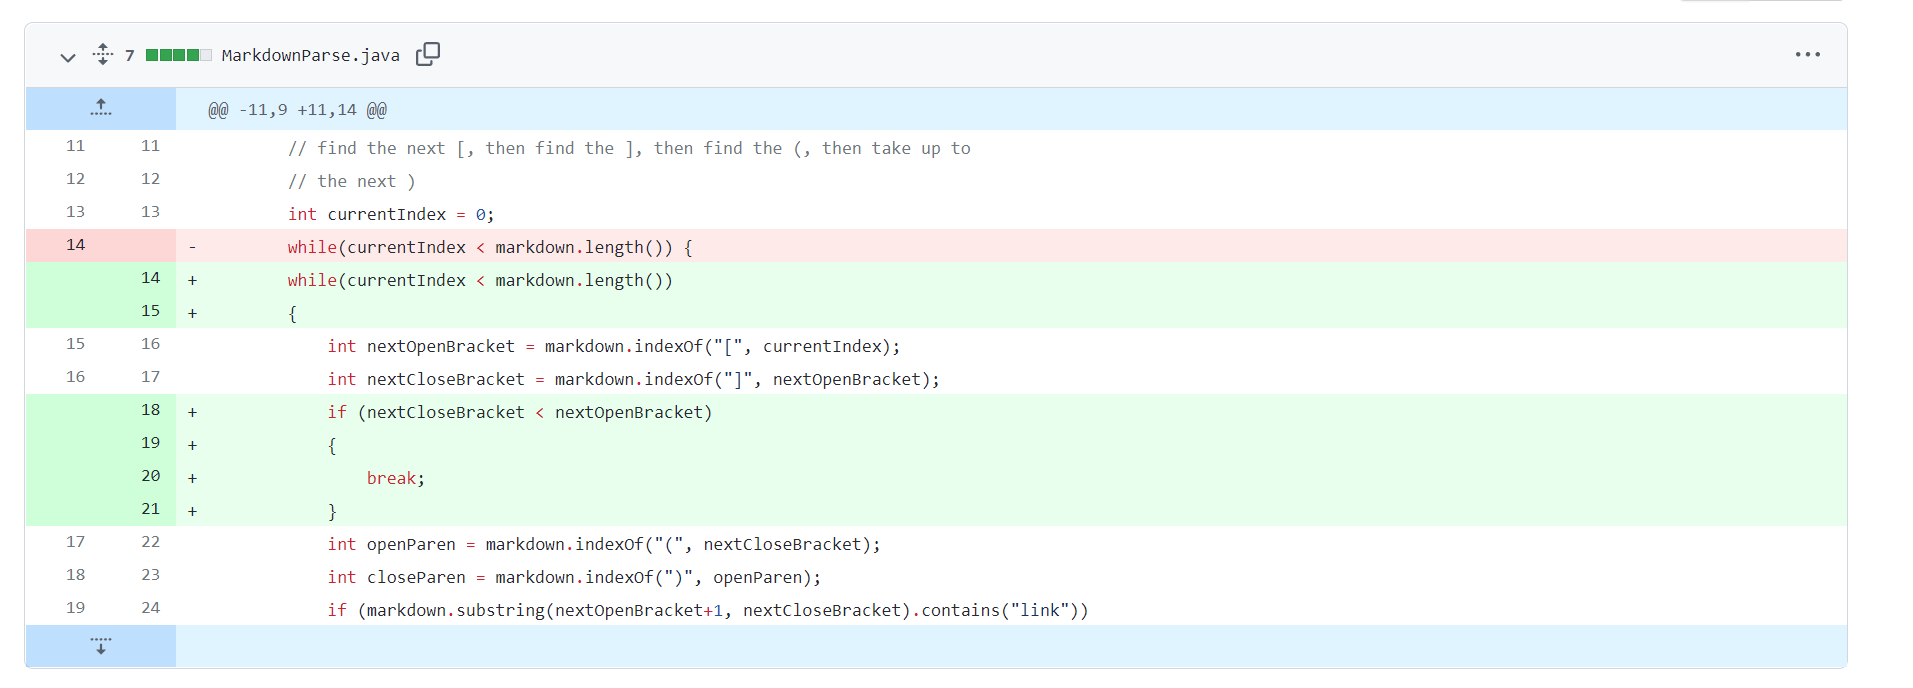 7 MarkdownParse.java
@@ -11,9 +11,14 @@
11 11 // find the next [, then find the ], then find the (, then take up to
12 12 // the next )
13 13 int currentIndex = 0;
14 - while(currentIndex < markdown.length()) {
14 + while(currentIndex < markdown.length())
15 + {
15 16 int nextOpenBracket = markdown.indexOf("[", currentIndex);
16 17 int nextCloseBracket = markdown.indexOf("]", nextOpenBracket);
18 + if (nextCloseBracket < nextOpenBracket)
19 + {
20 + break;
21 + }
17 22 int openParen = markdown.indexOf("(", nextCloseBracket);
18 23 int closeParen = markdown.indexOf(")", openParen);
19 24 if (markdown.substring(nextOpenBracket+1, nextCloseBracket).contains("link"))